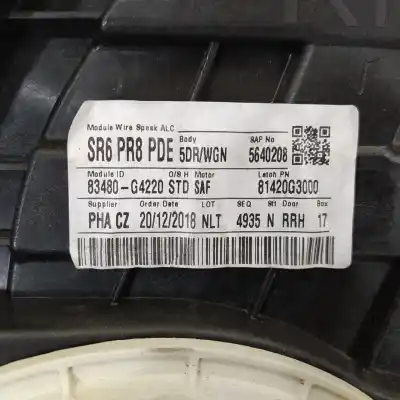 Module Wire Speak ALC
Body
SAP No
SR6 PR8 PDE 5DR/WGN 5640208
Module ID O/S H Motor Latch PN
83480-G4220 STD SAF 81420G3000
Supplier Order Date LOT SEQ Sft Door Box
PHA CZ 20/12/2018 NLT 4935 N RRH 17